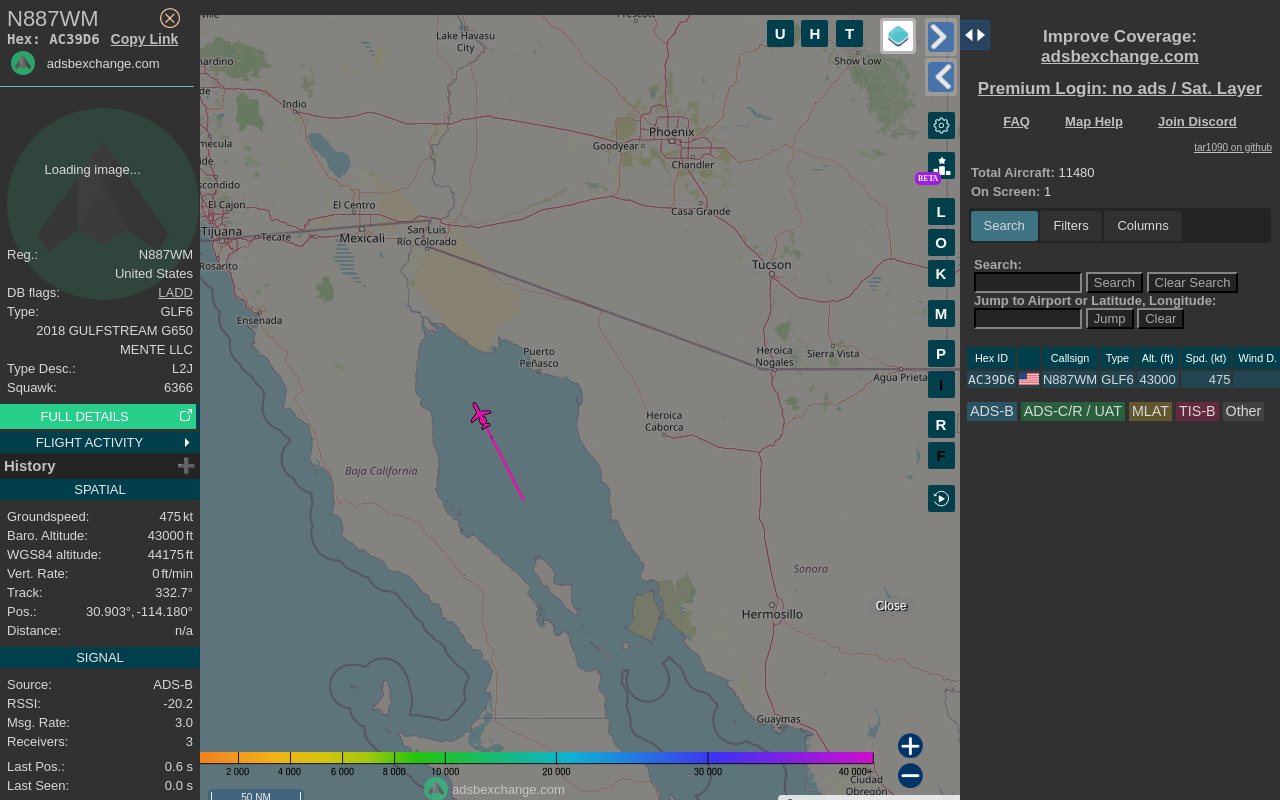 N887WM
Hex: AC39D6 Copy Link
adsbexchange.com
Loading image...
Reg.: N887WM
United States
DB flags: LADD
Type: GLF6
2018 GULFSTREAM G650
MENTE LLC
Type Desc.: L2J
Squawk: 6366
FULL DETAILS
FLIGHT ACTIVITY
History
SPATIAL
Groundspeed: 475 kt
Baro. Altitude: 43000 ft
WGS84 altitude: 44175 ft
Vert. Rate: 0 ft/min
Track: 332.7°
Pos.: 30.903°, -114.180°
Distance: n/a
SIGNAL
Source: ADS-B
RSSI: -20.2
Msg. Rate: 3.0
Receivers: 3
Last Pos.: 0.6 s
Last Seen: 0.0 s
Lake Havasu
City
Show Low
Indio
Phoenix
Goodyear
Chandler
El Cajon
El Centro
Casa Grande
Tijuana
Tecate
Mexicali
San Luis
Río Colorado
Rosarito
Tucson
Ensenada
Puerto
Peñasco
Heroica
Nogales
Sierra Vista
Agua Prieta
Heroica
Caborca
Baja California
Sonora
Hermosillo
Close
Guaymas
Ciudad
Obregón
U H T
BETA
L
O
K
M
P
I
R
F
2 000 4 000 6 000 8 000 10 000 20 000 30 000 40 000+
adsbexchange.com
50 NM
Improve Coverage:
adsbexchange.com
Premium Login: no ads / Sat. Layer
FAQ Map Help Join Discord
tar1090 on github
Total Aircraft: 11480
On Screen: 1
Search Filters Columns
Search:
Search Clear Search
Jump to Airport or Latitude, Longitude:
Jump Clear
Hex ID Callsign Type Alt. (ft) Spd. (kt) Wind D.
AC39D6 N887WM GLF6 43000 475
ADS-B ADS-C/R / UAT MLAT TIS-B Other